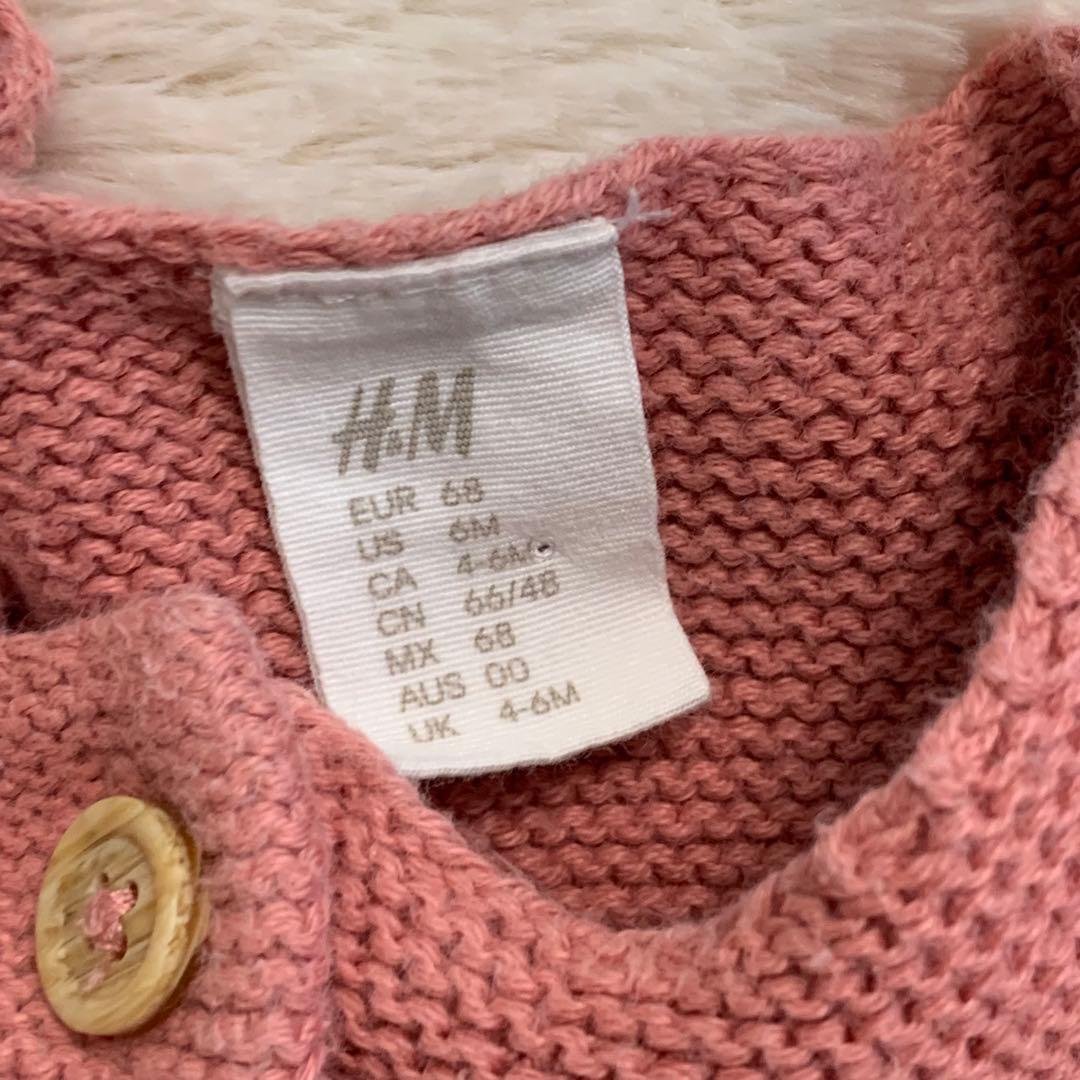 H&M
EUR 68
US 6M
CA 4-6M
CN 66/48
MX 68
AUS 00
UK 4-6M